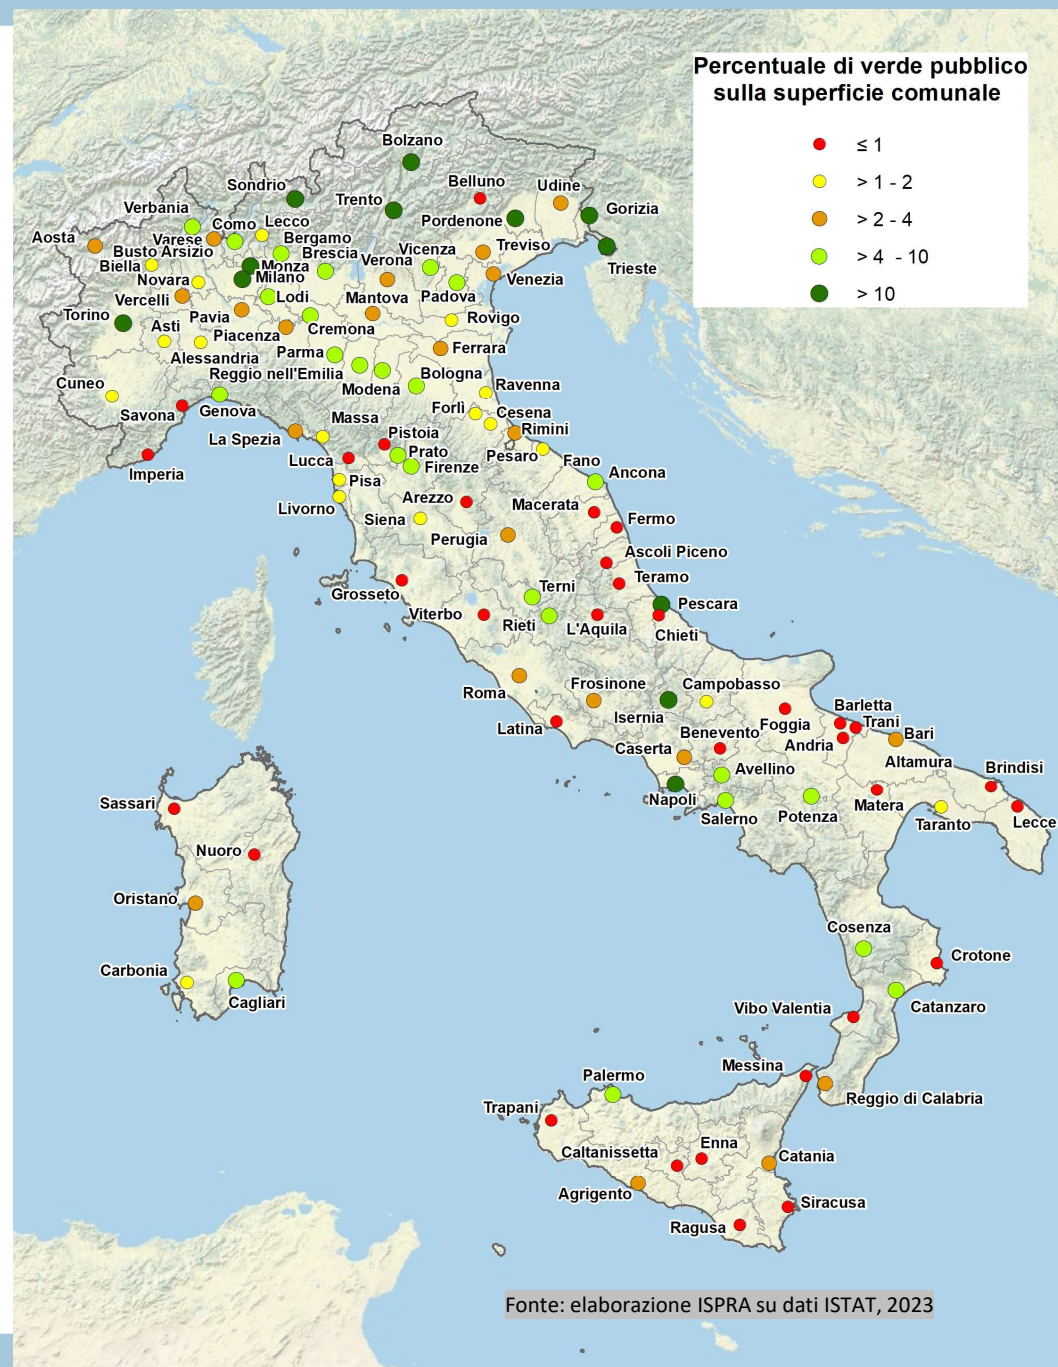 Percentuale di verde pubblico
sulla superficie comunale
≤ 1
> 1 - 2
> 2 - 4
> 4 - 10
> 10
Bolzano
Belluno
Udine
Sondrio
Trento
Pordenone
Gorizia
Verbania
Como
Lecco
Aosta
Varese
Bergamo
Vicenza
Treviso
Trieste
Busto Arsizio
Brescia
Verona
Biella
Monza
Milano
Venezia
Novara
Vercelli
Lodi
Mantova
Padova
Torino
Pavia
Asti
Piacenza
Cremona
Rovigo
Alessandria
Parma
Ferrara
Reggio nell'Emilia
Bologna
Cuneo
Modena
Ravenna
Savona
Genova
Massa
Forlì
Cesena
La Spezia
Pistoia
Rimini
Prato
Pesaro
Lucca
Firenze
Fano
Imperia
Pisa
Ancona
Livorno
Arezzo
Macerata
Siena
Fermo
Perugia
Ascoli Piceno
Teramo
Grosseto
Terni
Pescara
Viterbo
Rieti
L'Aquila
Chieti
Roma
Frosinone
Campobasso
Isernia
Barletta
Latina
Foggia
Trani
Benevento
Andria
Bari
Caserta
Altamura
Avellino
Brindisi
Napoli
Salerno
Potenza
Matera
Taranto
Lecce
Sassari
Nuoro
Oristano
Cosenza
Crotone
Carbonia
Cagliari
Vibo Valentia
Catanzaro
Messina
Palermo
Reggio di Calabria
Trapani
Enna
Caltanissetta
Catania
Agrigento
Siracusa
Ragusa
Fonte: elaborazione ISPRA su dati ISTAT, 2023